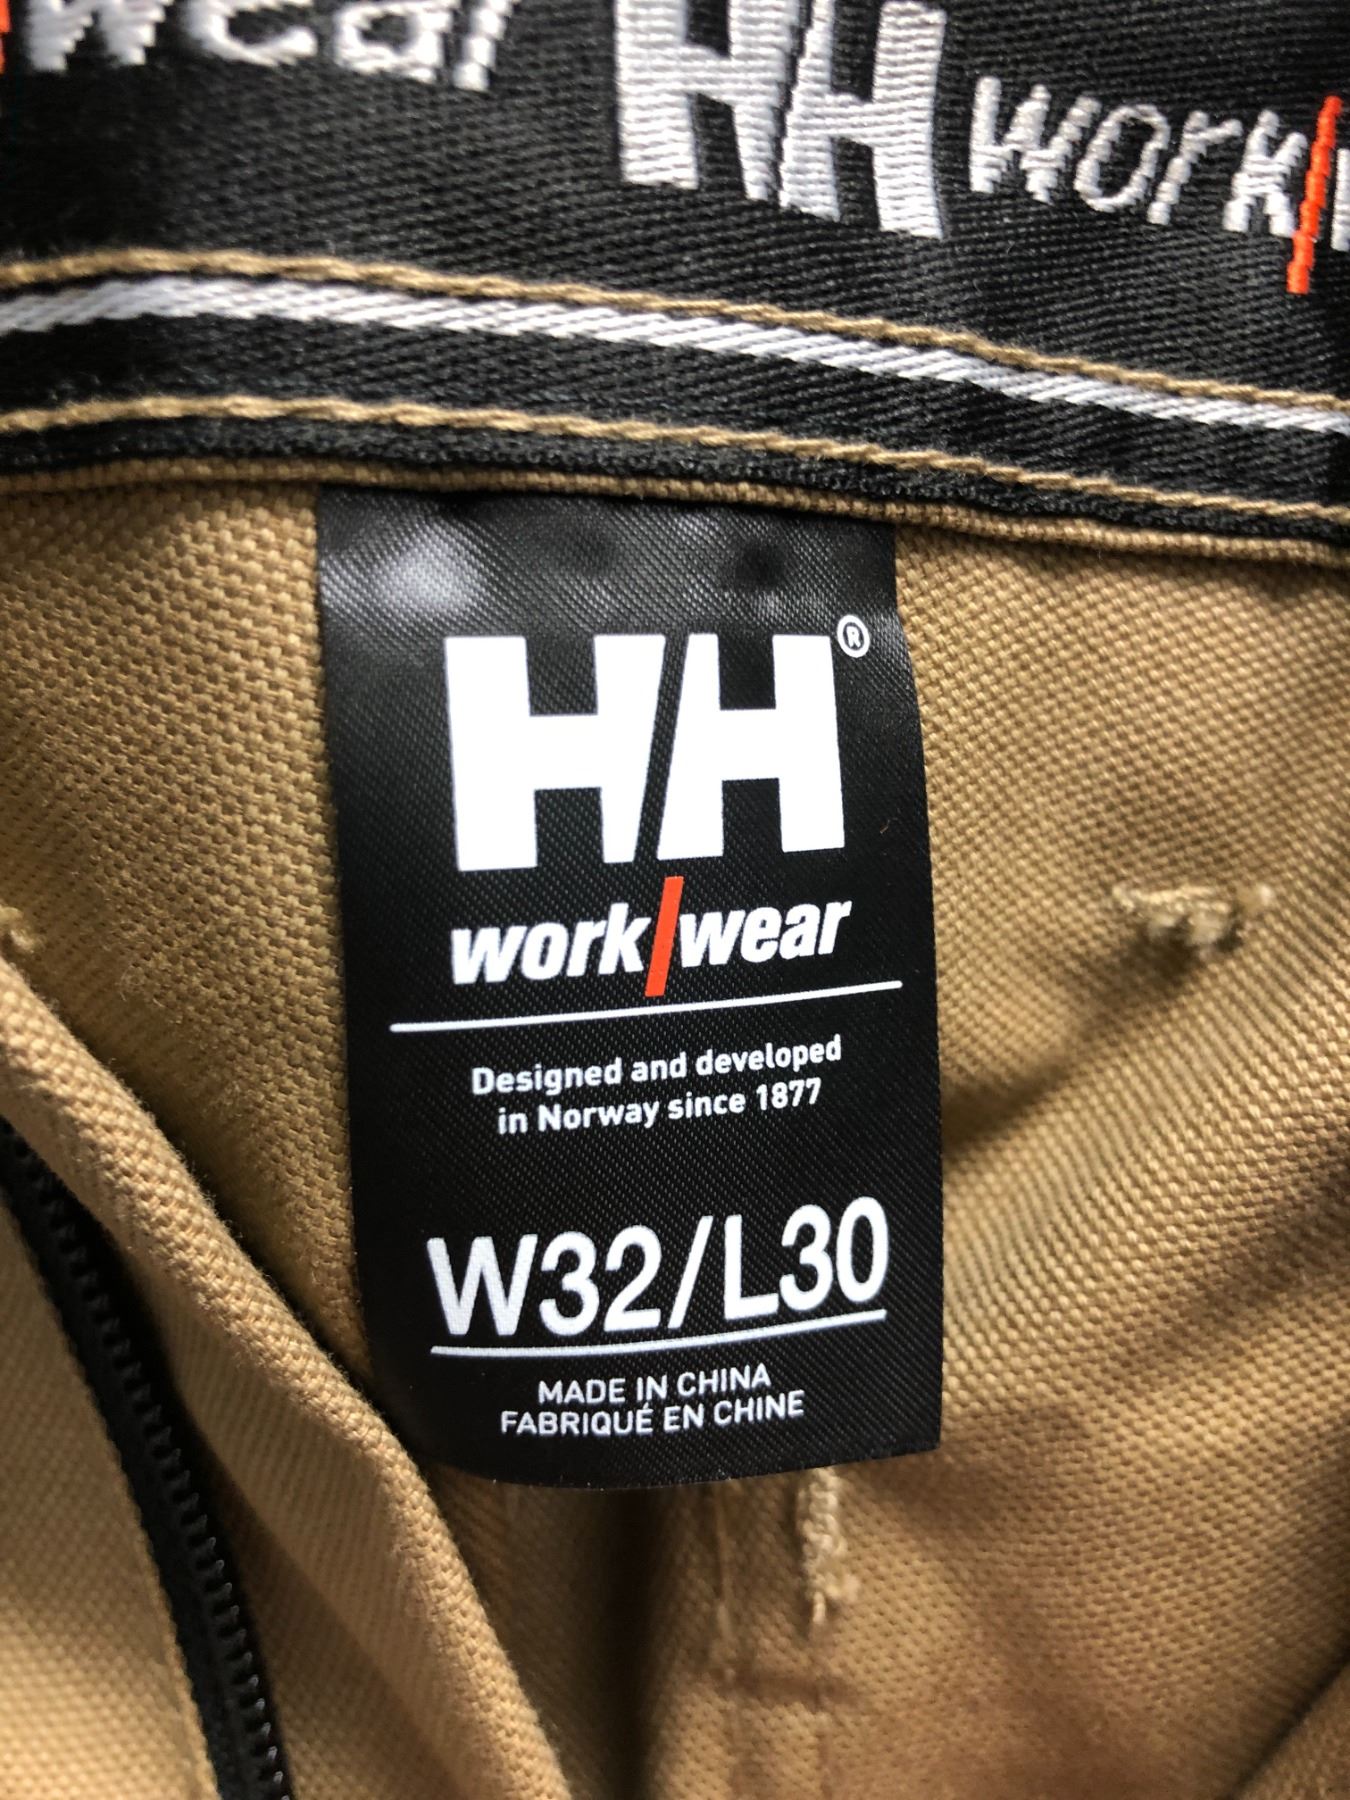 wear HH work/
HH®
work/wear
Designed and developed
in Norway since 1877
W32/L30
MADE IN CHINA
FABRIQUÉ EN CHINE